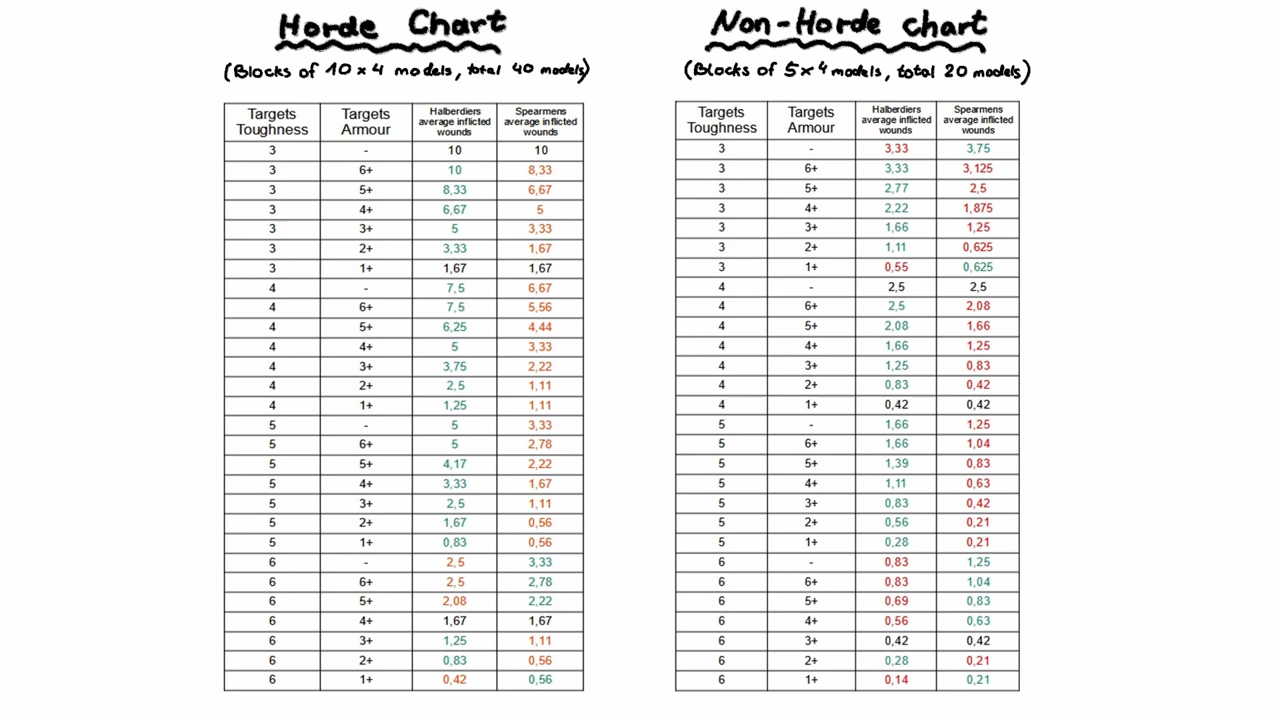 Horde Chart
(Blocks of 10 x 4 models, total 40 models)
Targets Toughness Targets Armour Halberdiers average inflicted wounds Spearmens average inflicted wounds
3 - 10 10
3 6+ 10 8,33
3 5+ 8,33 6,67
3 4+ 6,67 5
3 3+ 5 3,33
3 2+ 3,33 1,67
3 1+ 1,67 1,67
4 - 7,5 6,67
4 6+ 7,5 5,56
4 5+ 6,25 4,44
4 4+ 5 3,33
4 3+ 3,75 2,22
4 2+ 2,5 1,11
4 1+ 1,25 1,11
5 - 5 3,33
5 6+ 5 2,78
5 5+ 4,17 2,22
5 4+ 3,33 1,67
5 3+ 2,5 1,11
5 2+ 1,67 0,56
5 1+ 0,83 0,56
6 - 2,5 3,33
6 6+ 2,5 2,78
6 5+ 2,08 2,22
6 4+ 1,67 1,67
6 3+ 1,25 1,11
6 2+ 0,83 0,56
6 1+ 0,42 0,56
Non-Horde chart
(Blocks of 5 x 4 models, total 20 models)
Targets Toughness Targets Armour Halberdiers average inflicted wounds Spearmens average inflicted wounds
3 - 3,33 3,75
3 6+ 3,33 3,125
3 5+ 2,77 2,5
3 4+ 2,22 1,875
3 3+ 1,66 1,25
3 2+ 1,11 0,625
3 1+ 0,55 0,625
4 - 2,5 2,5
4 6+ 2,5 2,08
4 5+ 2,08 1,66
4 4+ 1,66 1,25
4 3+ 1,25 0,83
4 2+ 0,83 0,42
4 1+ 0,42 0,42
5 - 1,66 1,25
5 6+ 1,66 1,04
5 5+ 1,39 0,83
5 4+ 1,11 0,63
5 3+ 0,83 0,42
5 2+ 0,56 0,21
5 1+ 0,28 0,21
6 - 0,83 1,25
6 6+ 0,83 1,04
6 5+ 0,69 0,83
6 4+ 0,56 0,63
6 3+ 0,42 0,42
6 2+ 0,28 0,21
6 1+ 0,14 0,21